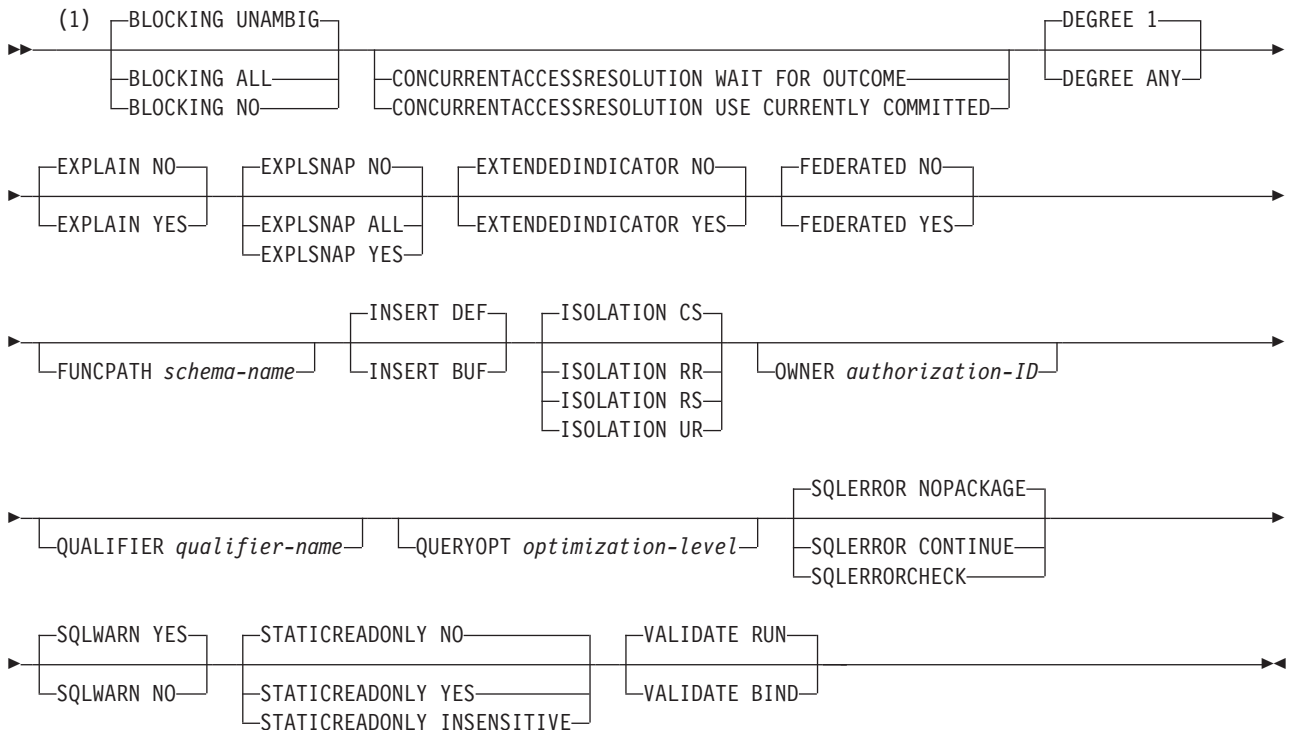 (1) BLOCKING UNAMBIG DEGREE 1
BLOCKING ALL CONCURRENTACCESSRESOLUTION WAIT FOR OUTCOME DEGREE ANY
BLOCKING NO CONCURRENTACCESSRESOLUTION USE CURRENTLY COMMITTED
EXPLAIN NO EXPLSNAP NO EXTENDEDINDICATOR NO FEDERATED NO
EXPLAIN YES EXPLSNAP ALL EXTENDEDINDICATOR YES FEDERATED YES
EXPLSNAP YES
INSERT DEF ISOLATION CS
FUNCPATH schema-name INSERT BUF ISOLATION RR OWNER authorization-ID
ISOLATION RS
ISOLATION UR
SQLERROR NOPACKAGE
QUALIFIER qualifier-name QUERYOPT optimization-level SQLERROR CONTINUE
SQLERRORCHECK
SQLWARN YES STATICREADONLY NO VALIDATE RUN
SQLWARN NO STATICREADONLY YES VALIDATE BIND
STATICREADONLY INSENSITIVE